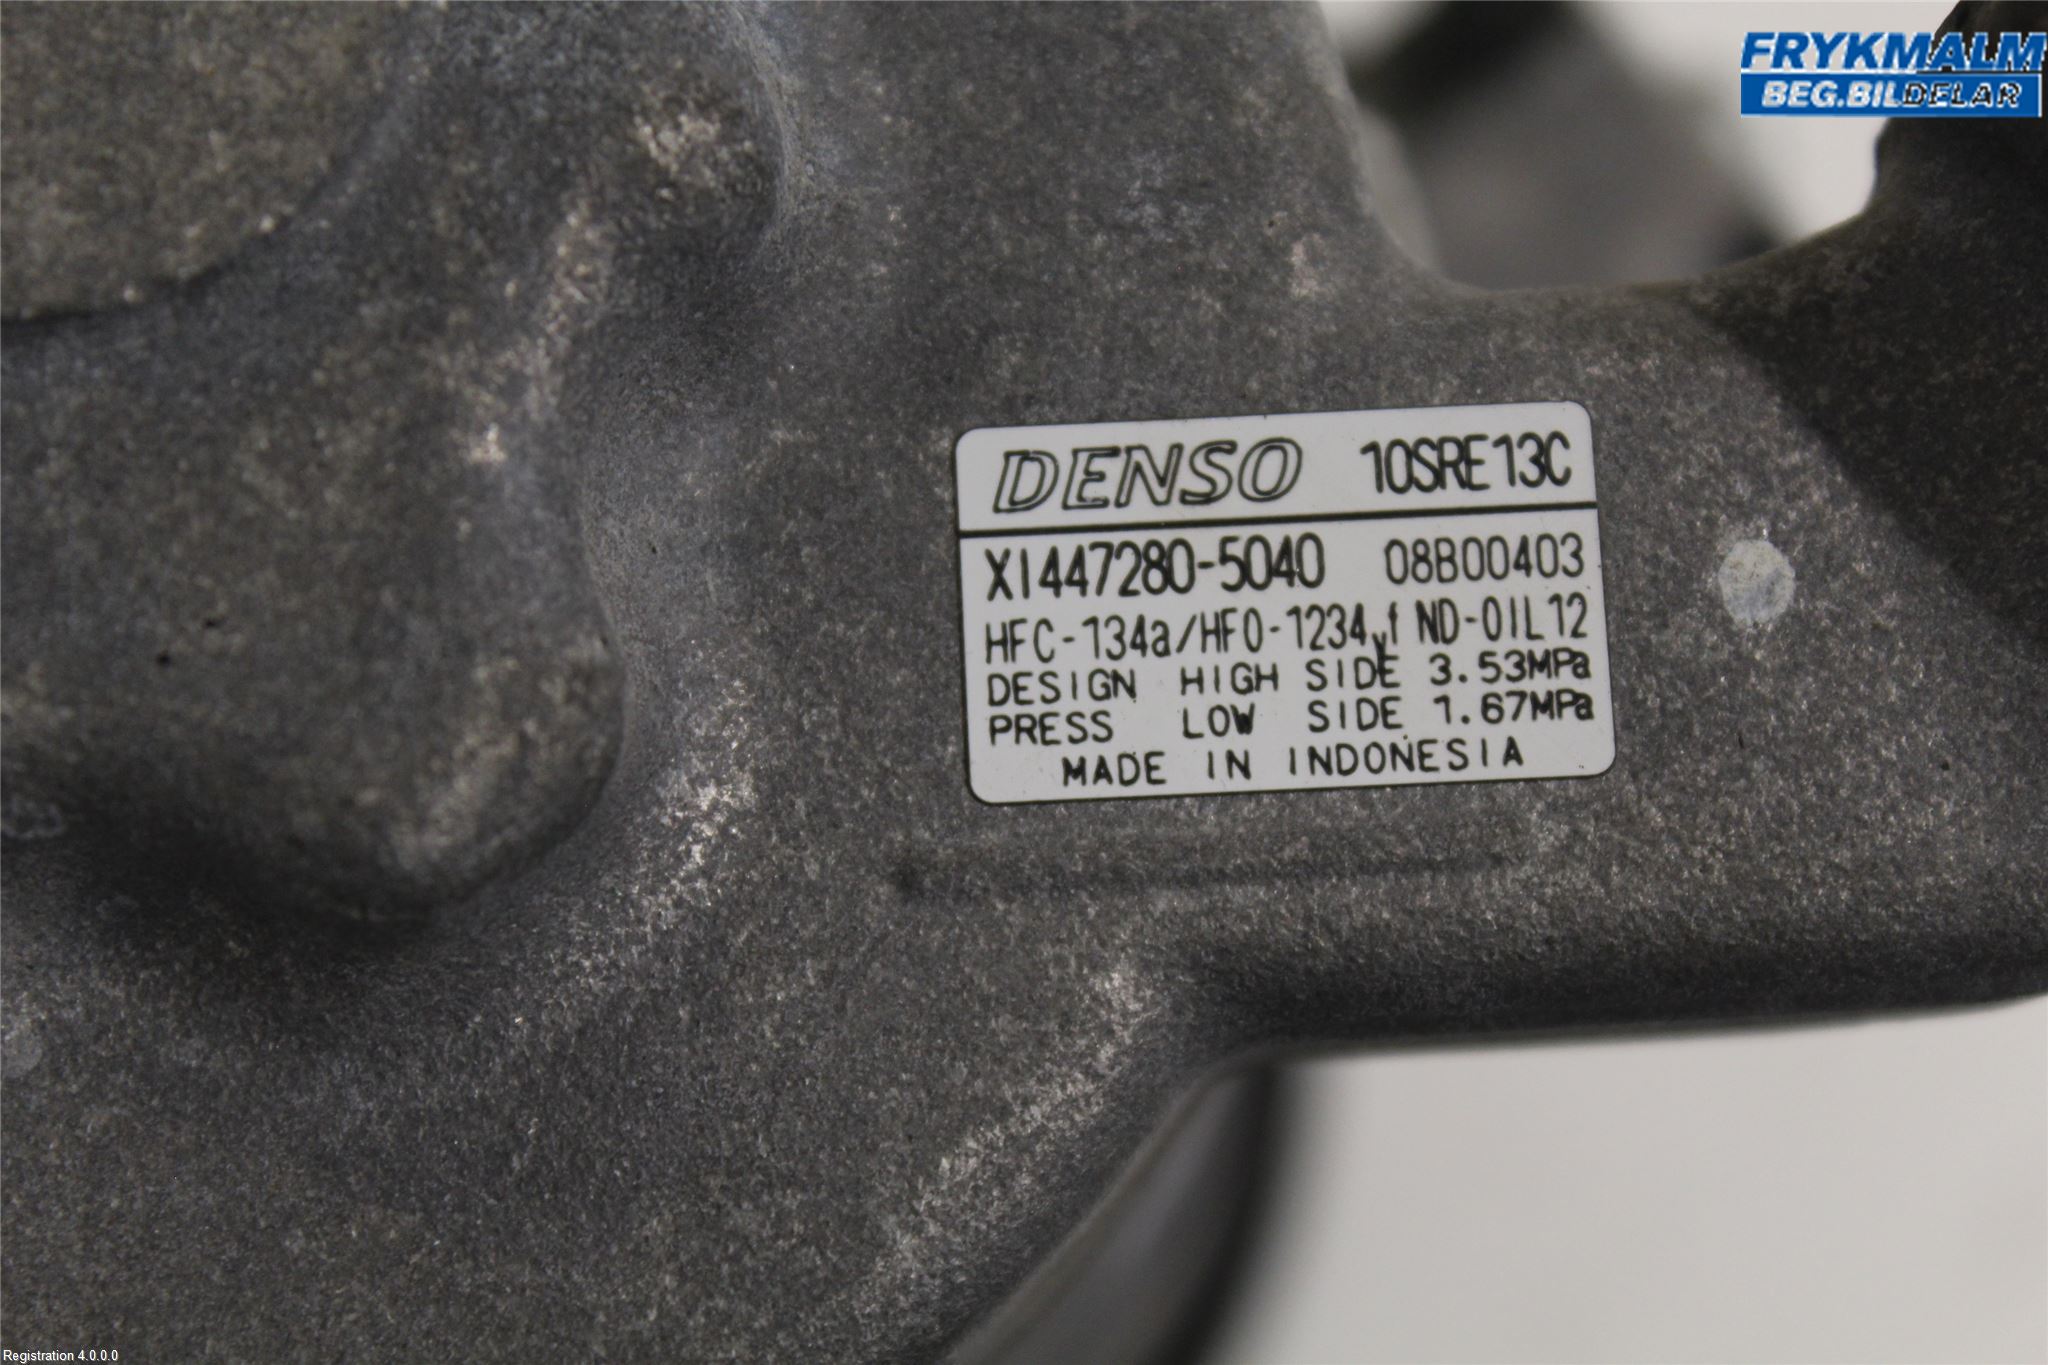 FRYKMALM
BEG.BILDELAR
DENSO 10SRE13C
XI447280-5040 08B00403
HFC-134a/HFO-1234yf ND-OIL12
DESIGN HIGH SIDE 3.53MPa
PRESS LOW SIDE 1.67MPa
MADE IN INDONESIA
Registration 4.0.0.0